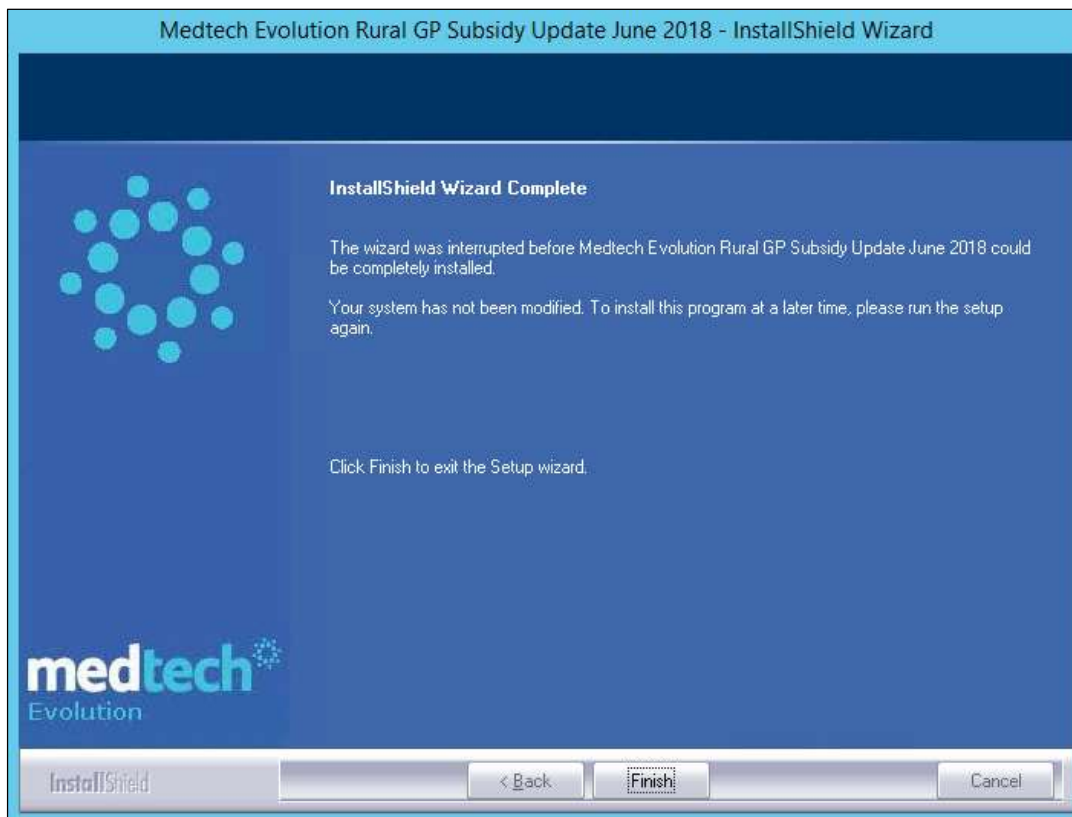 Medtech Evolution Rural GP Subsidy Update June 2018 - InstallShield Wizard
InstallShield Wizard Complete
The wizard was interrupted before Medtech Evolution Rural GP Subsidy Update June 2018 could
be completely installed.
Your system has not been modified. To install this program at a later time, please run the setup
again.
Click Finish to exit the Setup wizard.
medtech
Evolution
InstallShield
< Back
Finish
Cancel